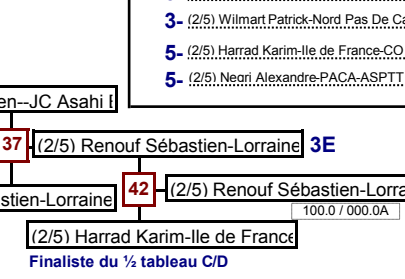 3- (2/5) Wilmart Patrick-Nord Pas De Ca
5- (2/5) Harrad Karim-Ile de France-CO
5- (2/5) Negri Alexandre-PACA-ASPTT
en--JC Asahi
37
(2/5) Renouf Sébastien-Lorraine 3E
stien-Lorraine
42
(2/5) Renouf Sébastien-Lorra
100.0 / 000.0A
(2/5) Harrad Karim-Ile de France
Finaliste du ½ tableau C/D